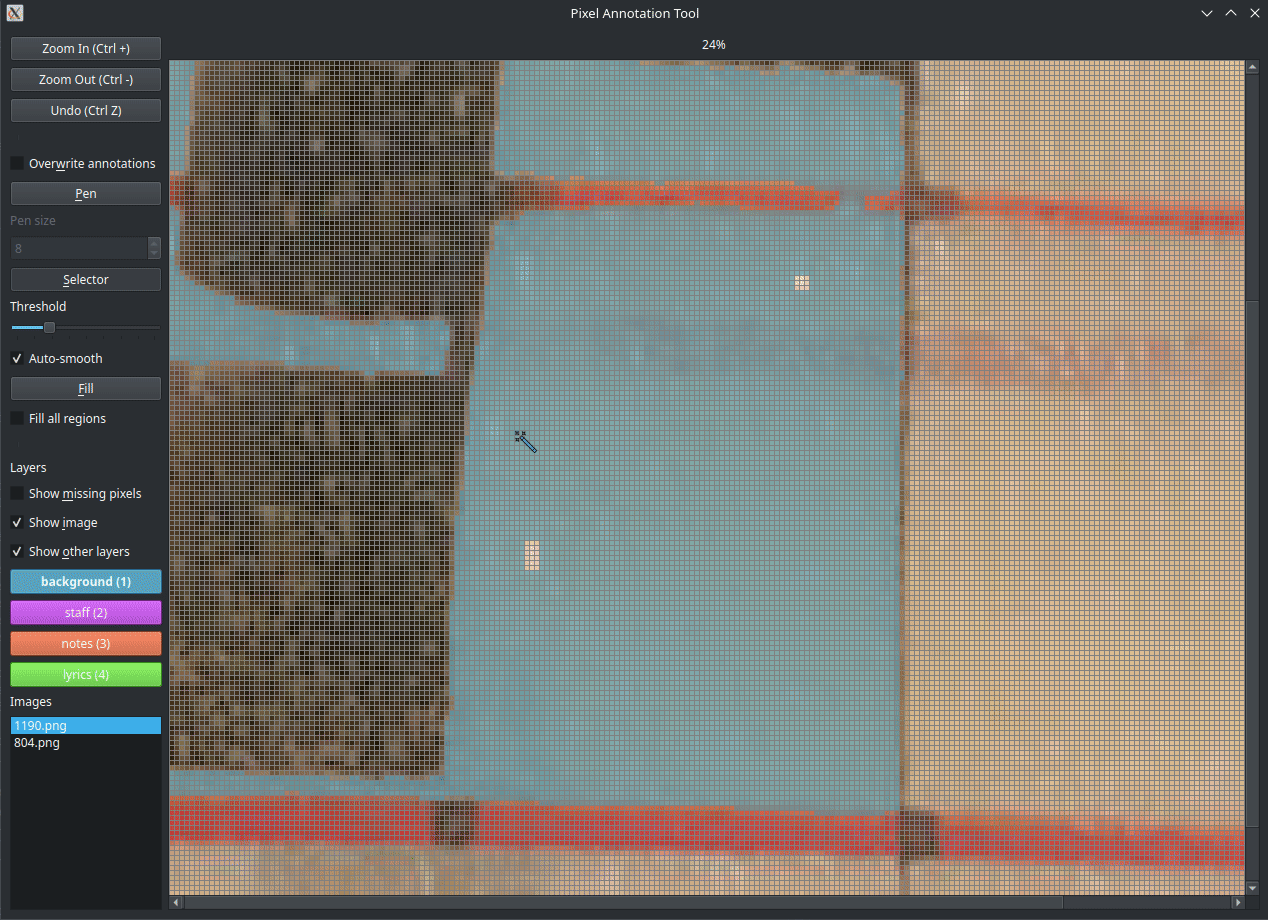 Pixel Annotation Tool
Zoom In (Ctrl +)
24%
Zoom Out (Ctrl -)
Undo (Ctrl Z)
Overwrite annotations
Pen
Pen size
8
Selector
Threshold
Auto-smooth
Fill
Fill all regions
Layers
Show missing pixels
Show image
Show other layers
background (1)
staff (2)
notes (3)
lyrics (4)
Images
1190.png
804.png